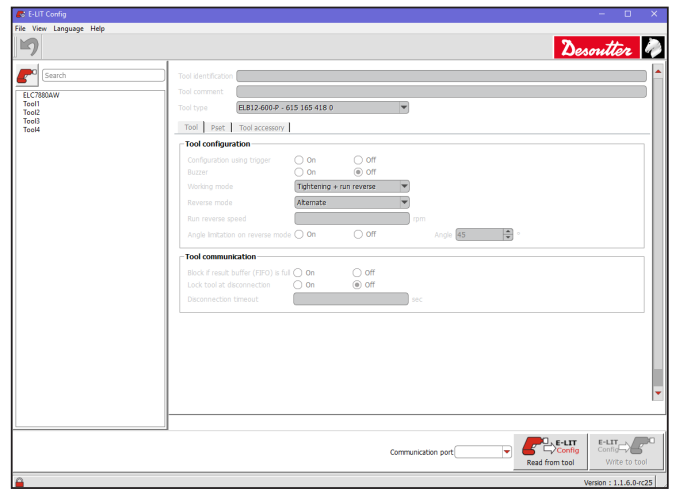 E-LIT Config
File View Language Help
Desoutter
Search
ELC7880AW
Tool1
Tool2
Tool3
Tool4
Tool identification
Tool comment
Tool type ELB12-600-P - 615 165 418 0
Tool Pset Tool accessory
Tool configuration
Configuration using trigger On Off
Buzzer On Off
Working mode Tightening + run reverse
Reverse mode Alternate
Run reverse speed rpm
Angle limitation on reverse mode On Off Angle 45 °
Tool communication
Block if result buffer (FIFO) is full On Off
Lock tool at disconnection On Off
Disconnection timeout sec
Communication port
E-LIT
Config
Read from tool
E-LIT
Config
Write to tool
Version : 1.1.6.0-rc25